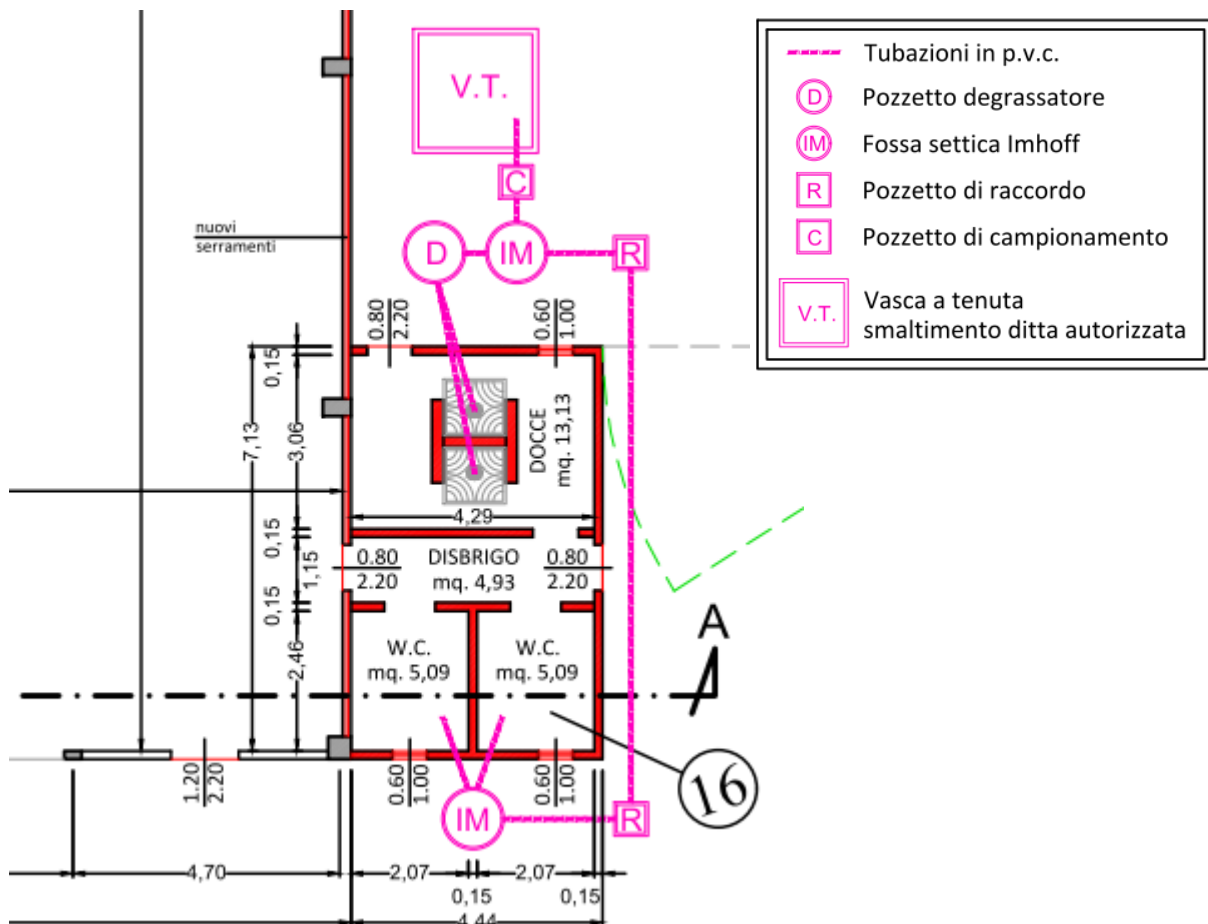 V.T.
C
D
IM
R
nuovi
serramenti
Tubazioni in p.v.c.
D
Pozzetto degrassatore
IM
Fossa settica Imhoff
R
Pozzetto di raccordo
C
Pozzetto di campionamento
V.T.
Vasca a tenuta
smaltimento ditta autorizzata
0.80
2.20
0.60
1.00
0,15
7,13
3,06
DOCCE
mq. 13,13
4,29
0,15
1,15
0,15
0.80
2.20
DISBRIGO
mq. 4,93
0.80
2.20
2,46
W.C.
mq. 5,09
W.C.
mq. 5,09
A
16
1.20
2.20
0.60
1.00
0.60
1.00
IM
R
4,70
2,07
2,07
0,15
0,15
4,44